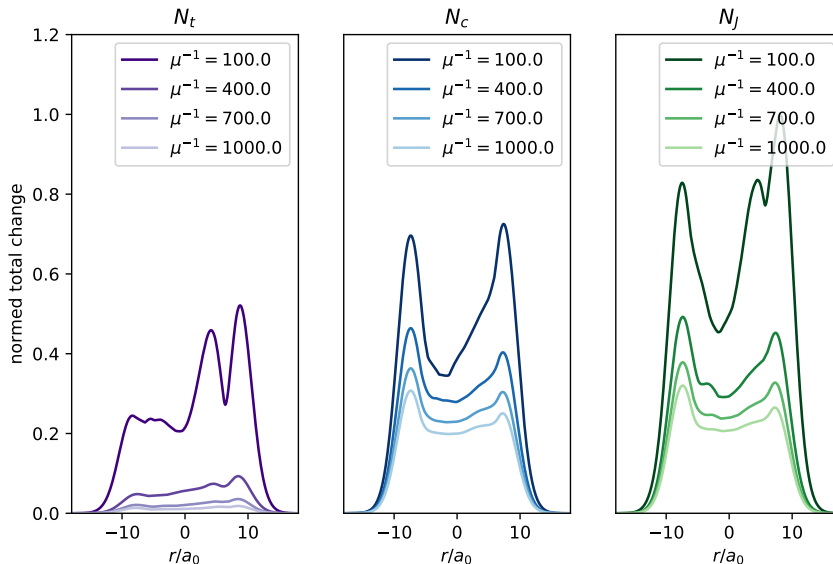 N_t
N_c
N_J
normed total change
1.2
1.0
0.8
0.6
0.4
0.2
0.0
μ⁻¹ = 100.0
μ⁻¹ = 400.0
μ⁻¹ = 700.0
μ⁻¹ = 1000.0
μ⁻¹ = 100.0
μ⁻¹ = 400.0
μ⁻¹ = 700.0
μ⁻¹ = 1000.0
μ⁻¹ = 100.0
μ⁻¹ = 400.0
μ⁻¹ = 700.0
μ⁻¹ = 1000.0
−10 0 10
−10 0 10
−10 0 10
r/a₀
r/a₀
r/a₀